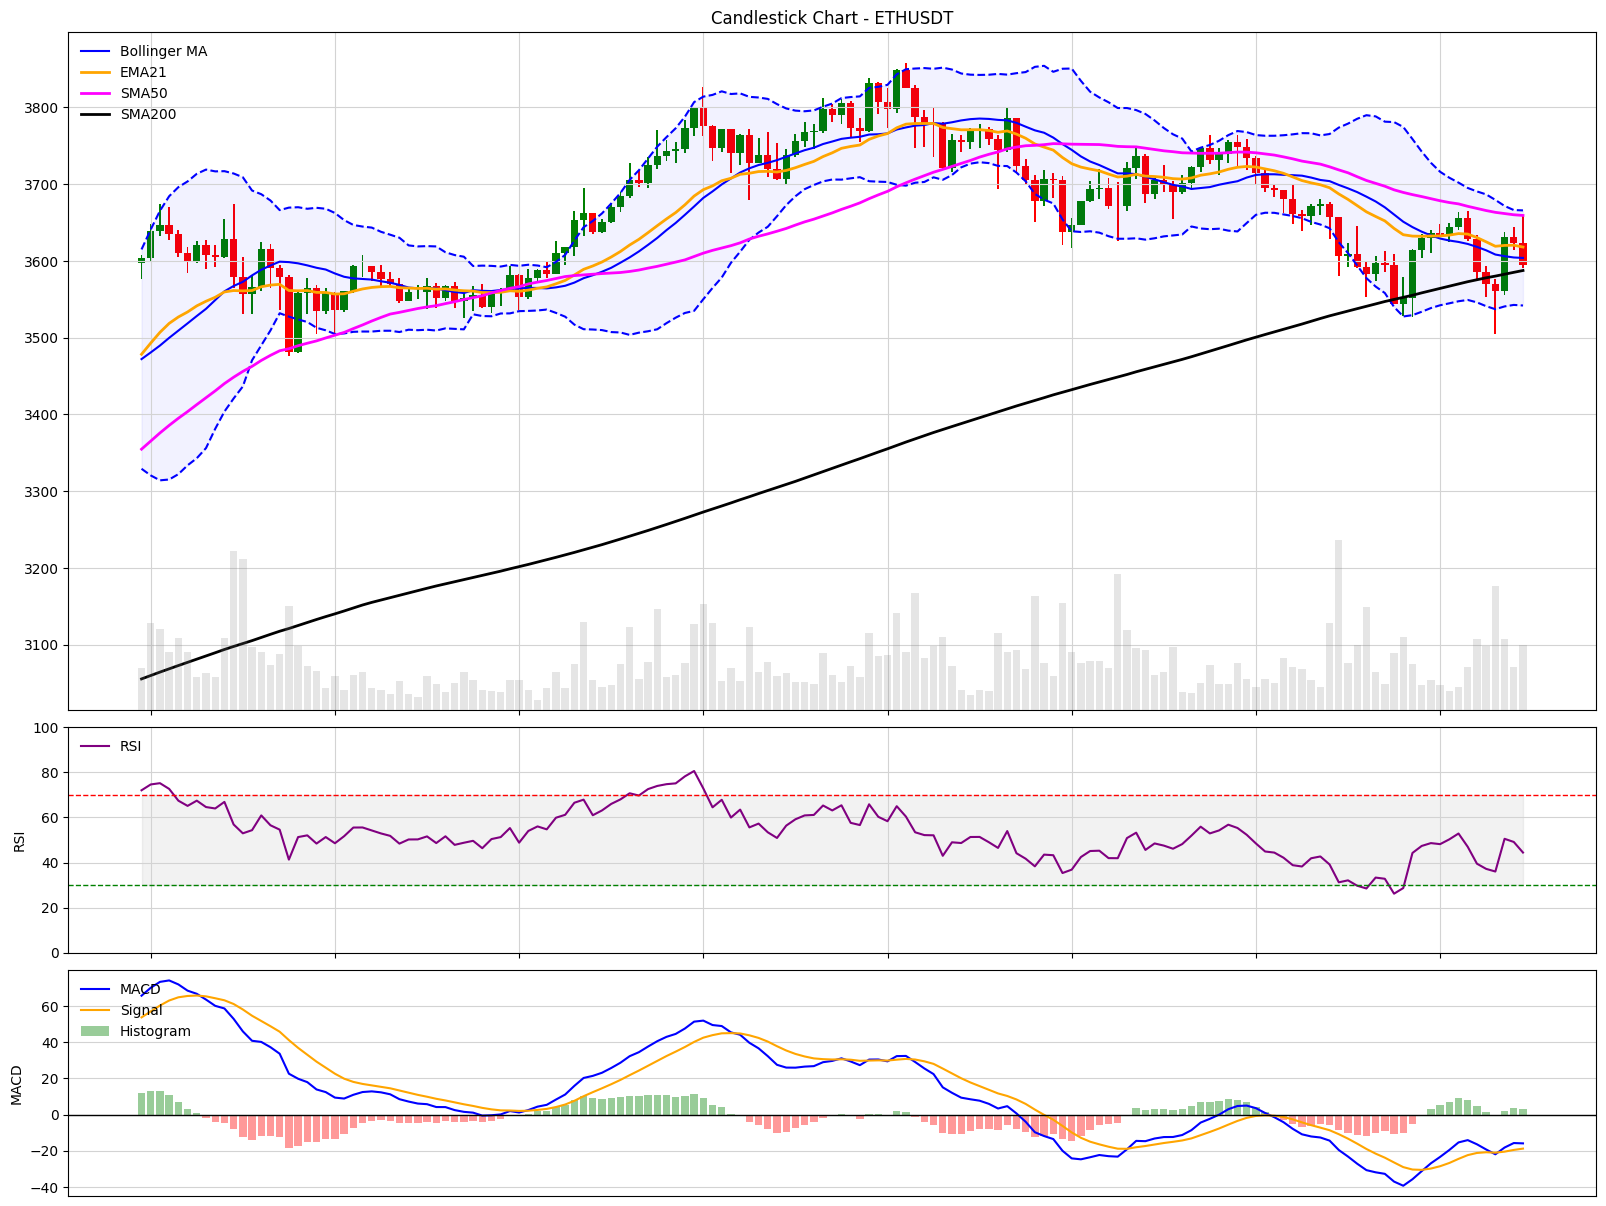 Candlestick Chart - ETHUSDT
Bollinger MA
EMA21
SMA50
SMA200
3800
3700
3600
3500
3400
3300
3200
3100
RSI
100
80
60
40
20
0
RSI
MACD
Signal
Histogram
60
40
20
0
−20
−40
MACD